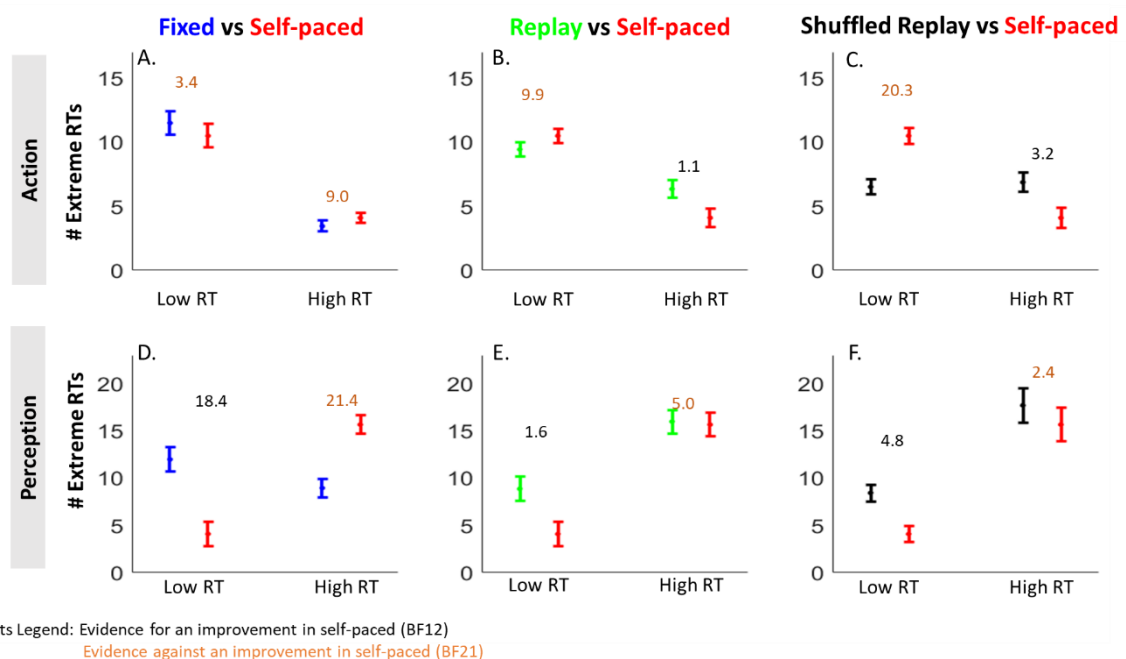 Fixed vs Self-paced
Replay vs Self-paced
Shuffled Replay vs Self-paced
Action
# Extreme RTs
A.
15
10
5
0
3.4
9.0
Low RT
High RT
B.
15
10
5
0
9.9
1.1
Low RT
High RT
C.
15
10
5
0
20.3
3.2
Low RT
High RT
Perception
# Extreme RTs
D.
20
15
10
5
0
18.4
21.4
Low RT
High RT
E.
20
15
10
5
0
1.6
5.0
Low RT
High RT
F.
20
15
10
5
0
4.8
2.4
Low RT
High RT
ts Legend: Evidence for an improvement in self-paced (BF12)
Evidence against an improvement in self-paced (BF21)